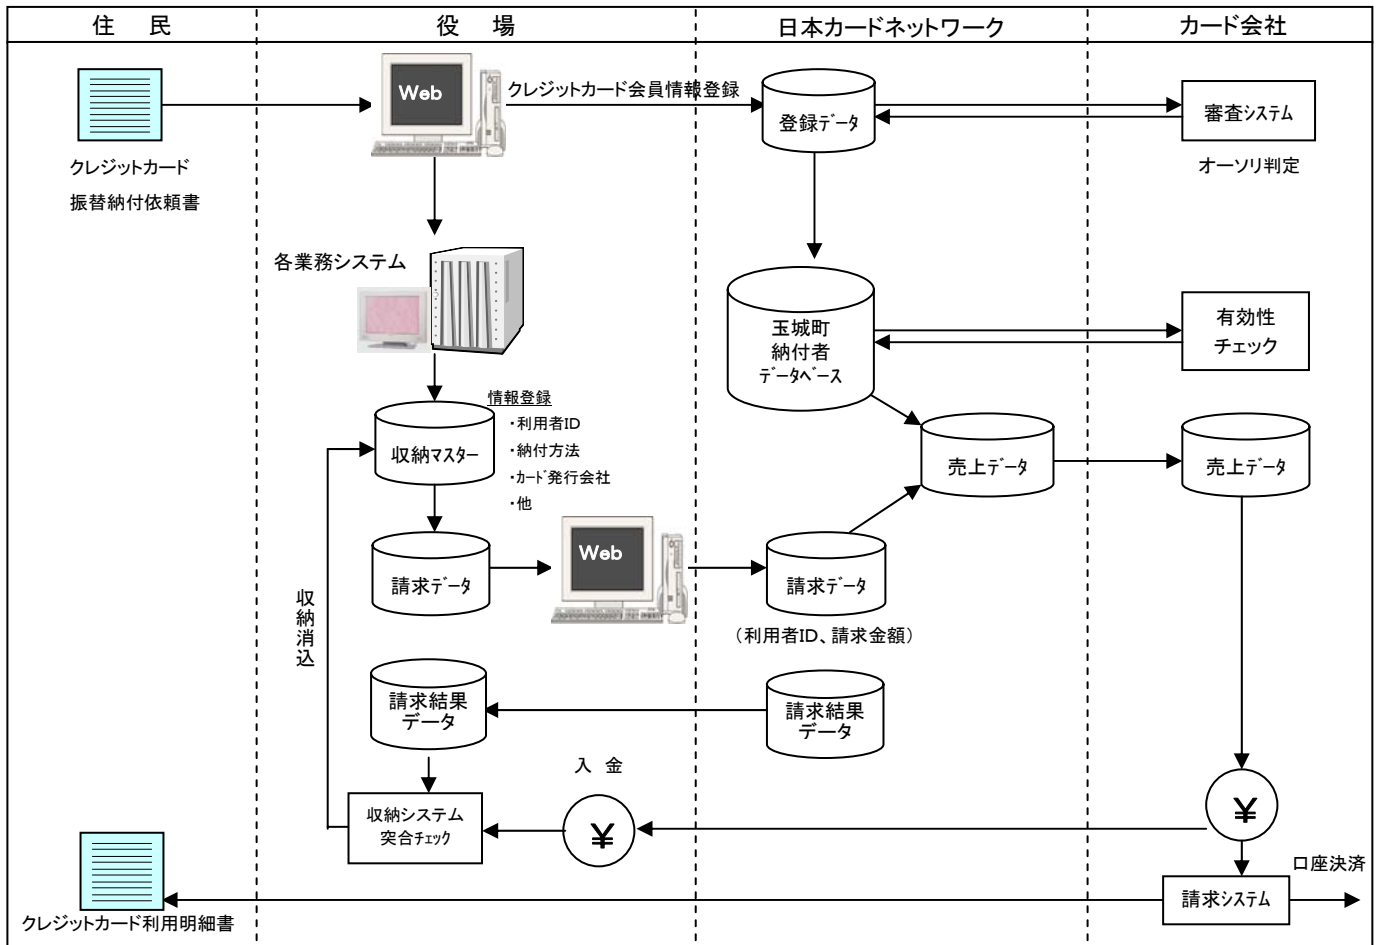 住　民
役　場
日本カードネットワーク
カード会社
Web
クレジットカード会員情報登録
登録ﾃﾞｰﾀ
審査ｼｽﾃﾑ
オーソリ判定
クレジットカード
振替納付依頼書
各業務システム
玉城町
納付者
ﾃﾞｰﾀﾍﾞｰｽ
有効性
チェック
情報登録
・利用者ID
・納付方法
・ｶｰﾄﾞ発行会社
・他
収納ﾏｽﾀｰ
売上ﾃﾞｰﾀ
売上ﾃﾞｰﾀ
請求ﾃﾞｰﾀ
Web
請求ﾃﾞｰﾀ
（利用者ID、請求金額）
収納消込
請求結果
データ
請求結果
データ
入　金
収納システム
突合ﾁｪｯｸ
¥
¥
口座決済
請求ｼｽﾃﾑ
クレジットカード利用明細書